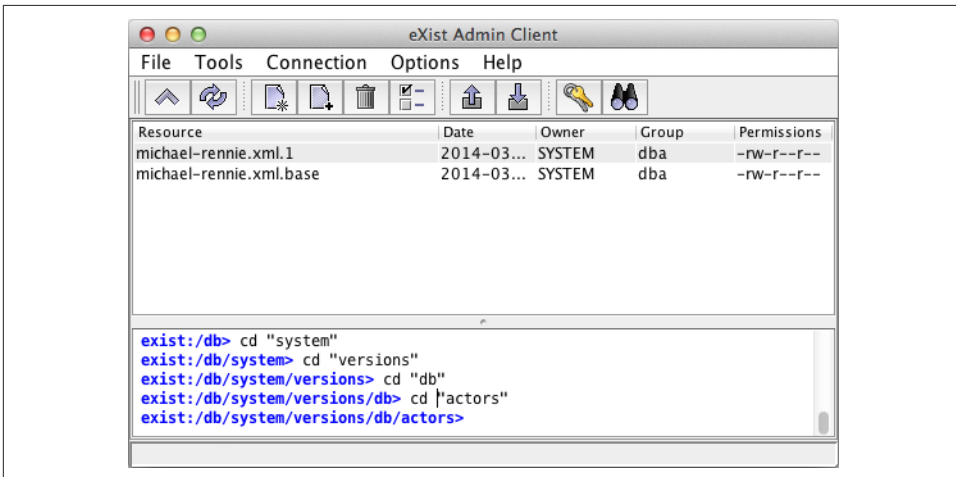 eXist Admin Client
File Tools Connection Options Help
Resource Date Owner Group Permissions
michael-rennie.xml.1 2014-03... SYSTEM dba -rw-r--r--
michael-rennie.xml.base 2014-03... SYSTEM dba -rw-r--r--
exist:/db> cd "system"
exist:/db/system> cd "versions"
exist:/db/system/versions> cd "db"
exist:/db/system/versions/db> cd "actors"
exist:/db/system/versions/db/actors>